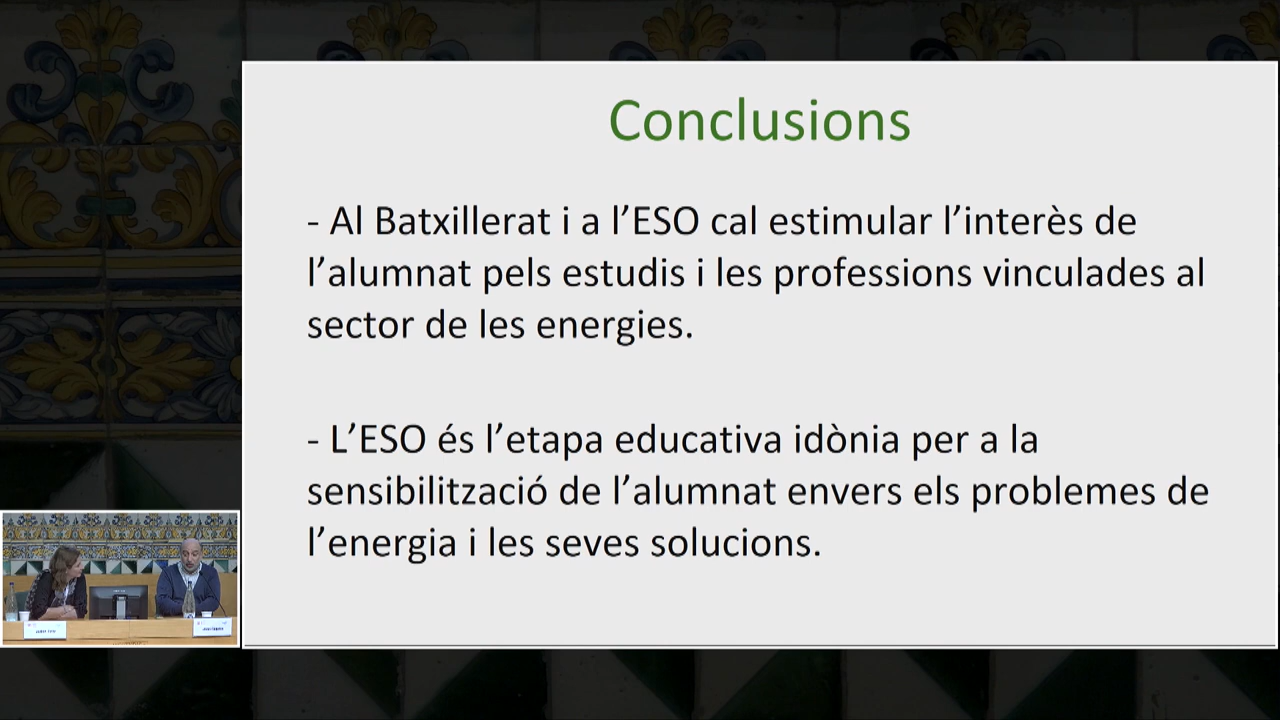 Conclusions
- Al Batxillerat i a l’ESO cal estimular l’interès de
l’alumnat pels estudis i les professions vinculades al
sector de les energies.
- L’ESO és l’etapa educativa idònia per a la
sensibilització de l’alumnat envers els problemes de
l’energia i les seves solucions.